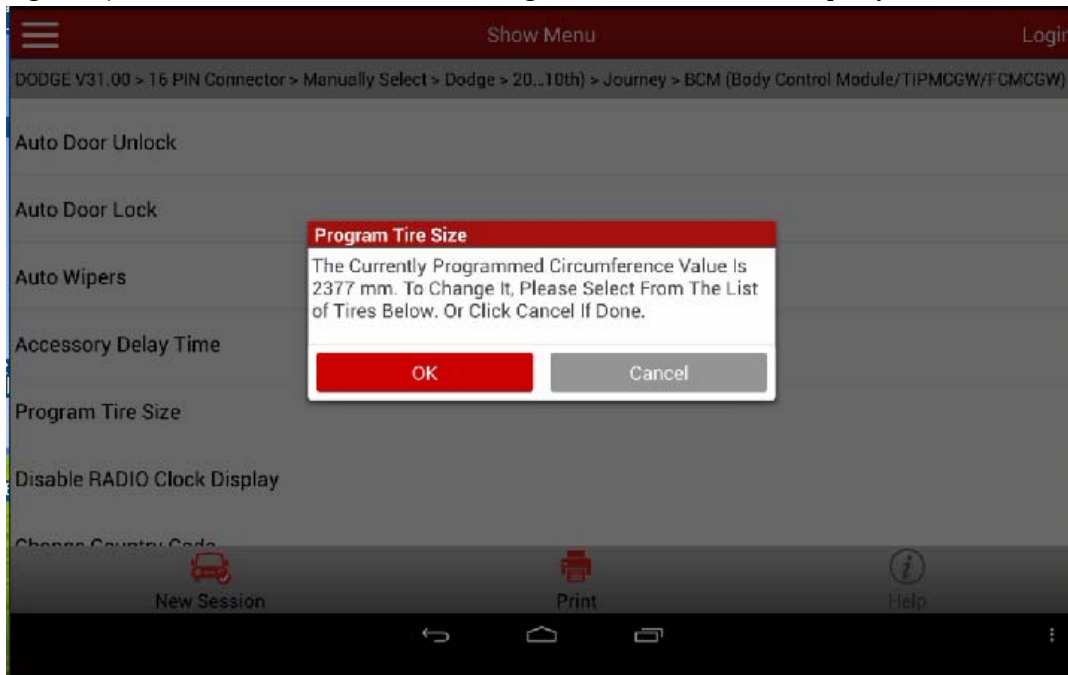 Show Menu
Login
DODGE V31.00 > 16 PIN Connector > Manually Select > Dodge > 20...10th) > Journey > BCM (Body Control Module/TIPMCGW/FCMCGW)
Auto Door Unlock
Auto Door Lock
Auto Wipers
Accessory Delay Time
Program Tire Size
Disable RADIO Clock Display
Change Country Code
Program Tire Size
The Currently Programmed Circumference Value Is
2377 mm. To Change It, Please Select From The List
of Tires Below. Or Click Cancel If Done.
OK
Cancel
New Session
Print
Help